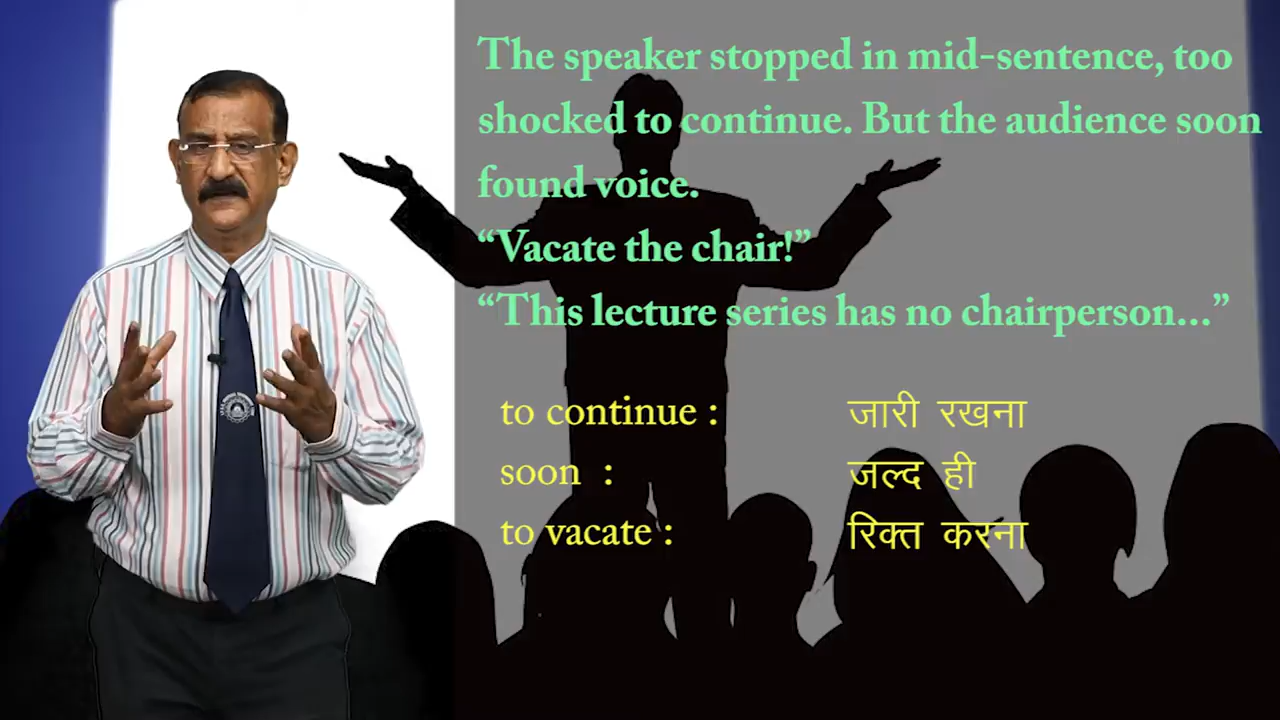 The speaker stopped in mid-sentence, too
shocked to continue. But the audience soon
found voice.
“Vacate the chair!”
“This lecture series has no chairperson...”
to continue : जारी रखना
soon : जल्द ही
to vacate : रिक्त करना